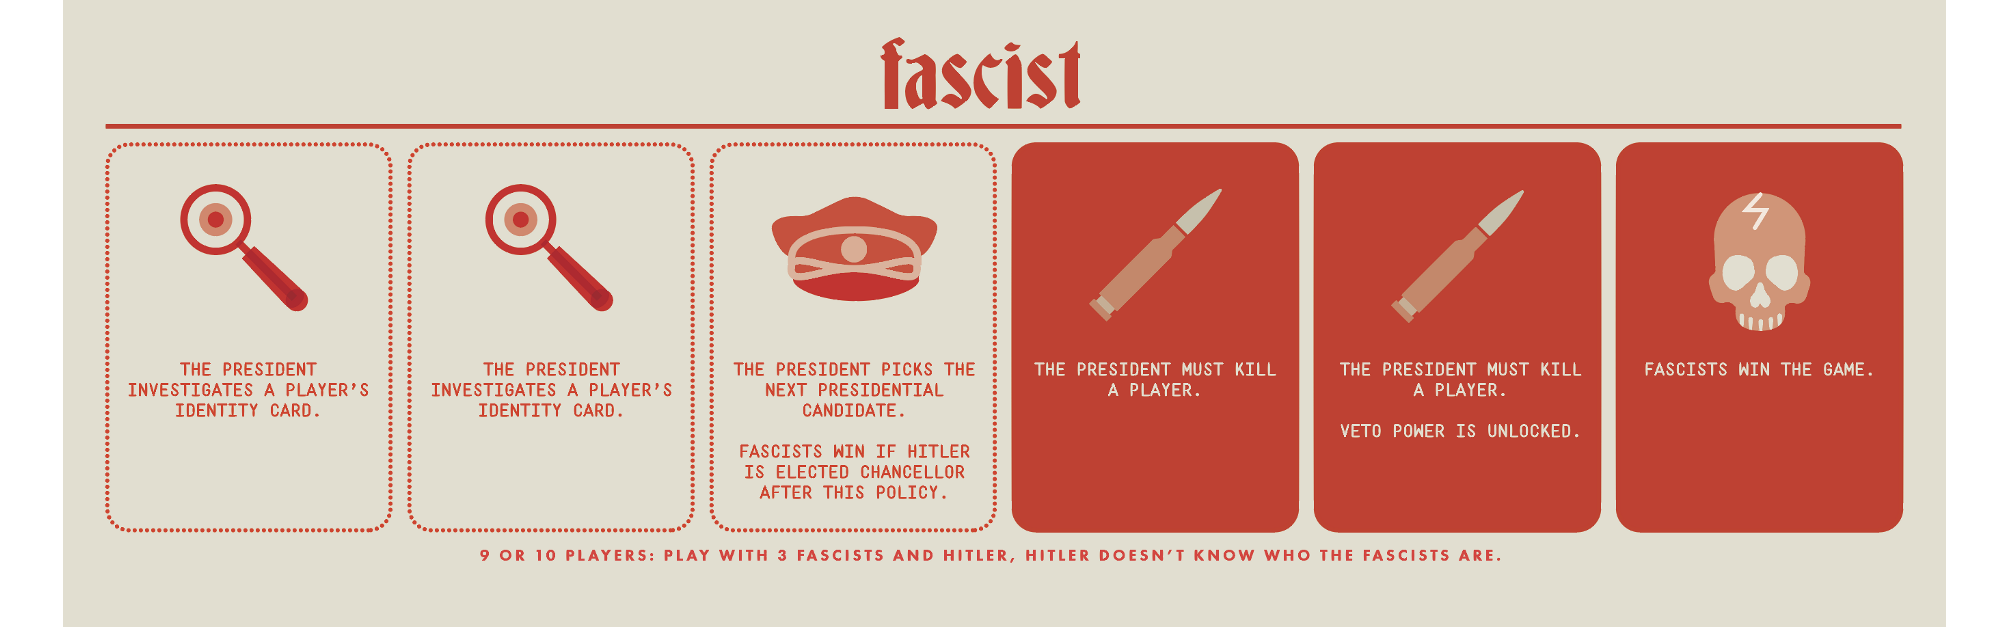 fascist
THE PRESIDENT
INVESTIGATES A PLAYER'S
IDENTITY CARD.
THE PRESIDENT
INVESTIGATES A PLAYER'S
IDENTITY CARD.
THE PRESIDENT PICKS THE
NEXT PRESIDENTIAL
CANDIDATE.
FASCISTS WIN IF HITLER
IS ELECTED CHANCELLOR
AFTER THIS POLICY.
THE PRESIDENT MUST KILL
A PLAYER.
THE PRESIDENT MUST KILL
A PLAYER.
VETO POWER IS UNLOCKED.
FASCISTS WIN THE GAME.
9 OR 10 PLAYERS: PLAY WITH 3 FASCISTS AND HITLER, HITLER DOESN'T KNOW WHO THE FASCISTS ARE.